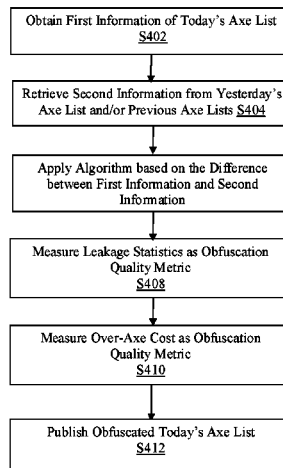 Obtain First Information of Today's Axe List
S402
Retrieve Second Information from Yesterday's
Axe List and/or Previous Axe Lists S404
Apply Algorithm based on the Difference
between First Information and Second
Information
Measure Leakage Statistics as Obfuscation
Quality Metric
S408
Measure Over-Axe Cost as Obfuscation
Quality Metric
S410
Publish Obfuscated Today's Axe List
S412